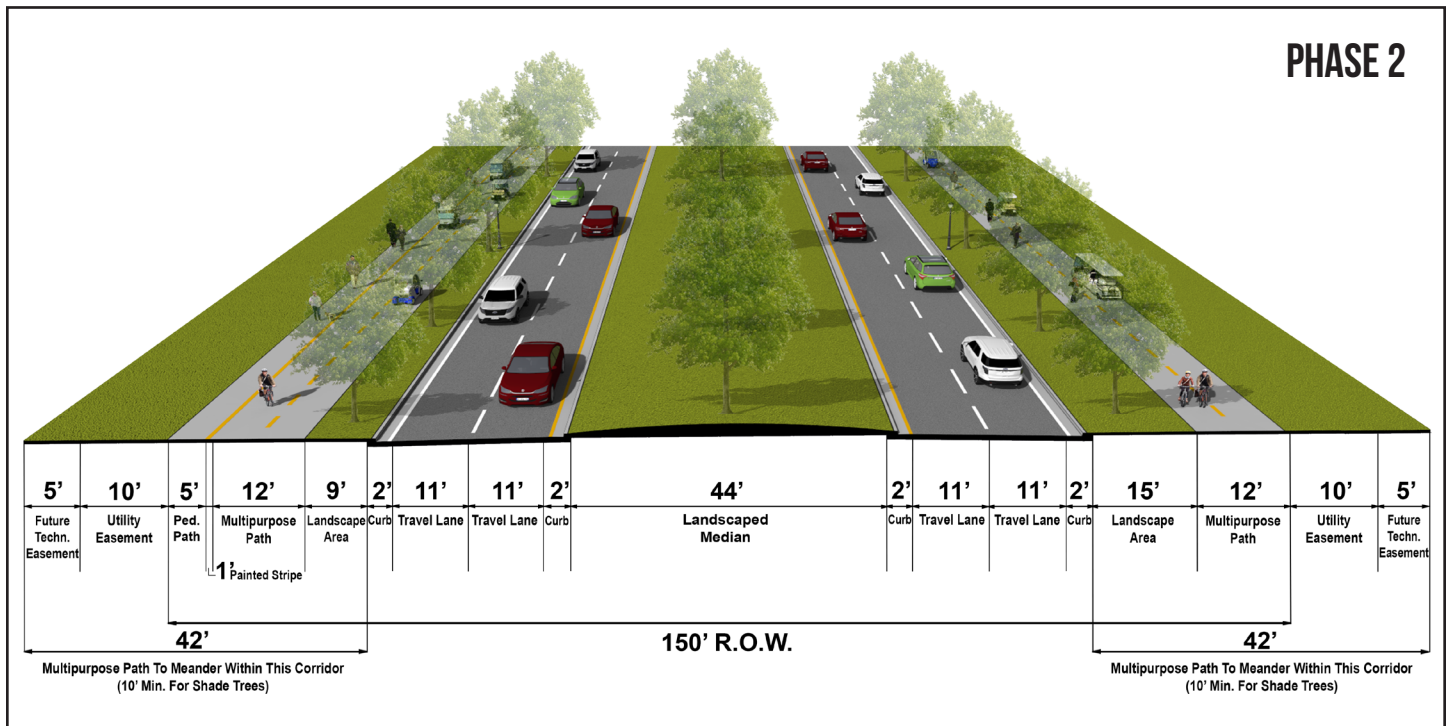 PHASE 2
5’ 10’ 5’ 12’ 9’ 2’ 11’ 11’ 2’ 44’ 2’ 11’ 11’ 2’ 15’ 12’ 10’ 5’
Future Techn. Easement
Utility Easement
Ped. Path
Multipurpose Path
Landscape Area
Curb
Travel Lane
Travel Lane
Curb
Landscaped Median
Curb
Travel Lane
Travel Lane
Curb
Landscape Area
Multipurpose Path
Utility Easement
Future Techn. Easement
1’ Painted Stripe
42’
150’ R.O.W.
42’
Multipurpose Path To Meander Within This Corridor
(10’ Min. For Shade Trees)
Multipurpose Path To Meander Within This Corridor
(10’ Min. For Shade Trees)